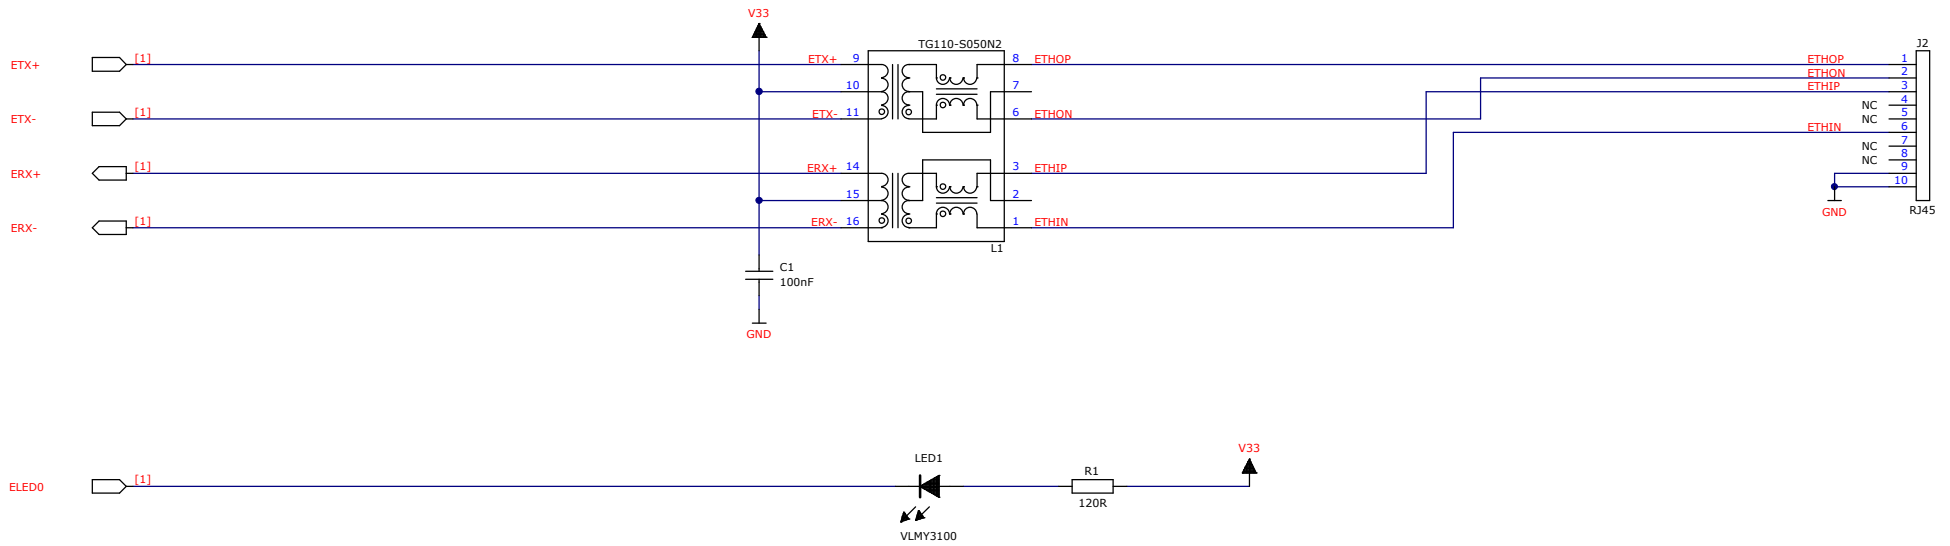 V33
TG110-S050N2
J2
ETX+ [1] ETX+ 9 8 ETHOP ETHOP 1
ETHON 2
10 7 ETHIP 3
NC 4
ETX- [1] ETX- 11 6 ETHON NC 5
ETHIN 6
NC 7
NC 8
ERX+ [1] ERX+ 14 3 ETHIP 9
10
15 2
GND RJ45
ERX- [1] ERX- 16 1 ETHIN
L1
C1
100nF
GND
V33
LED1
R1
ELED0 [1]
120R
VLMY3100